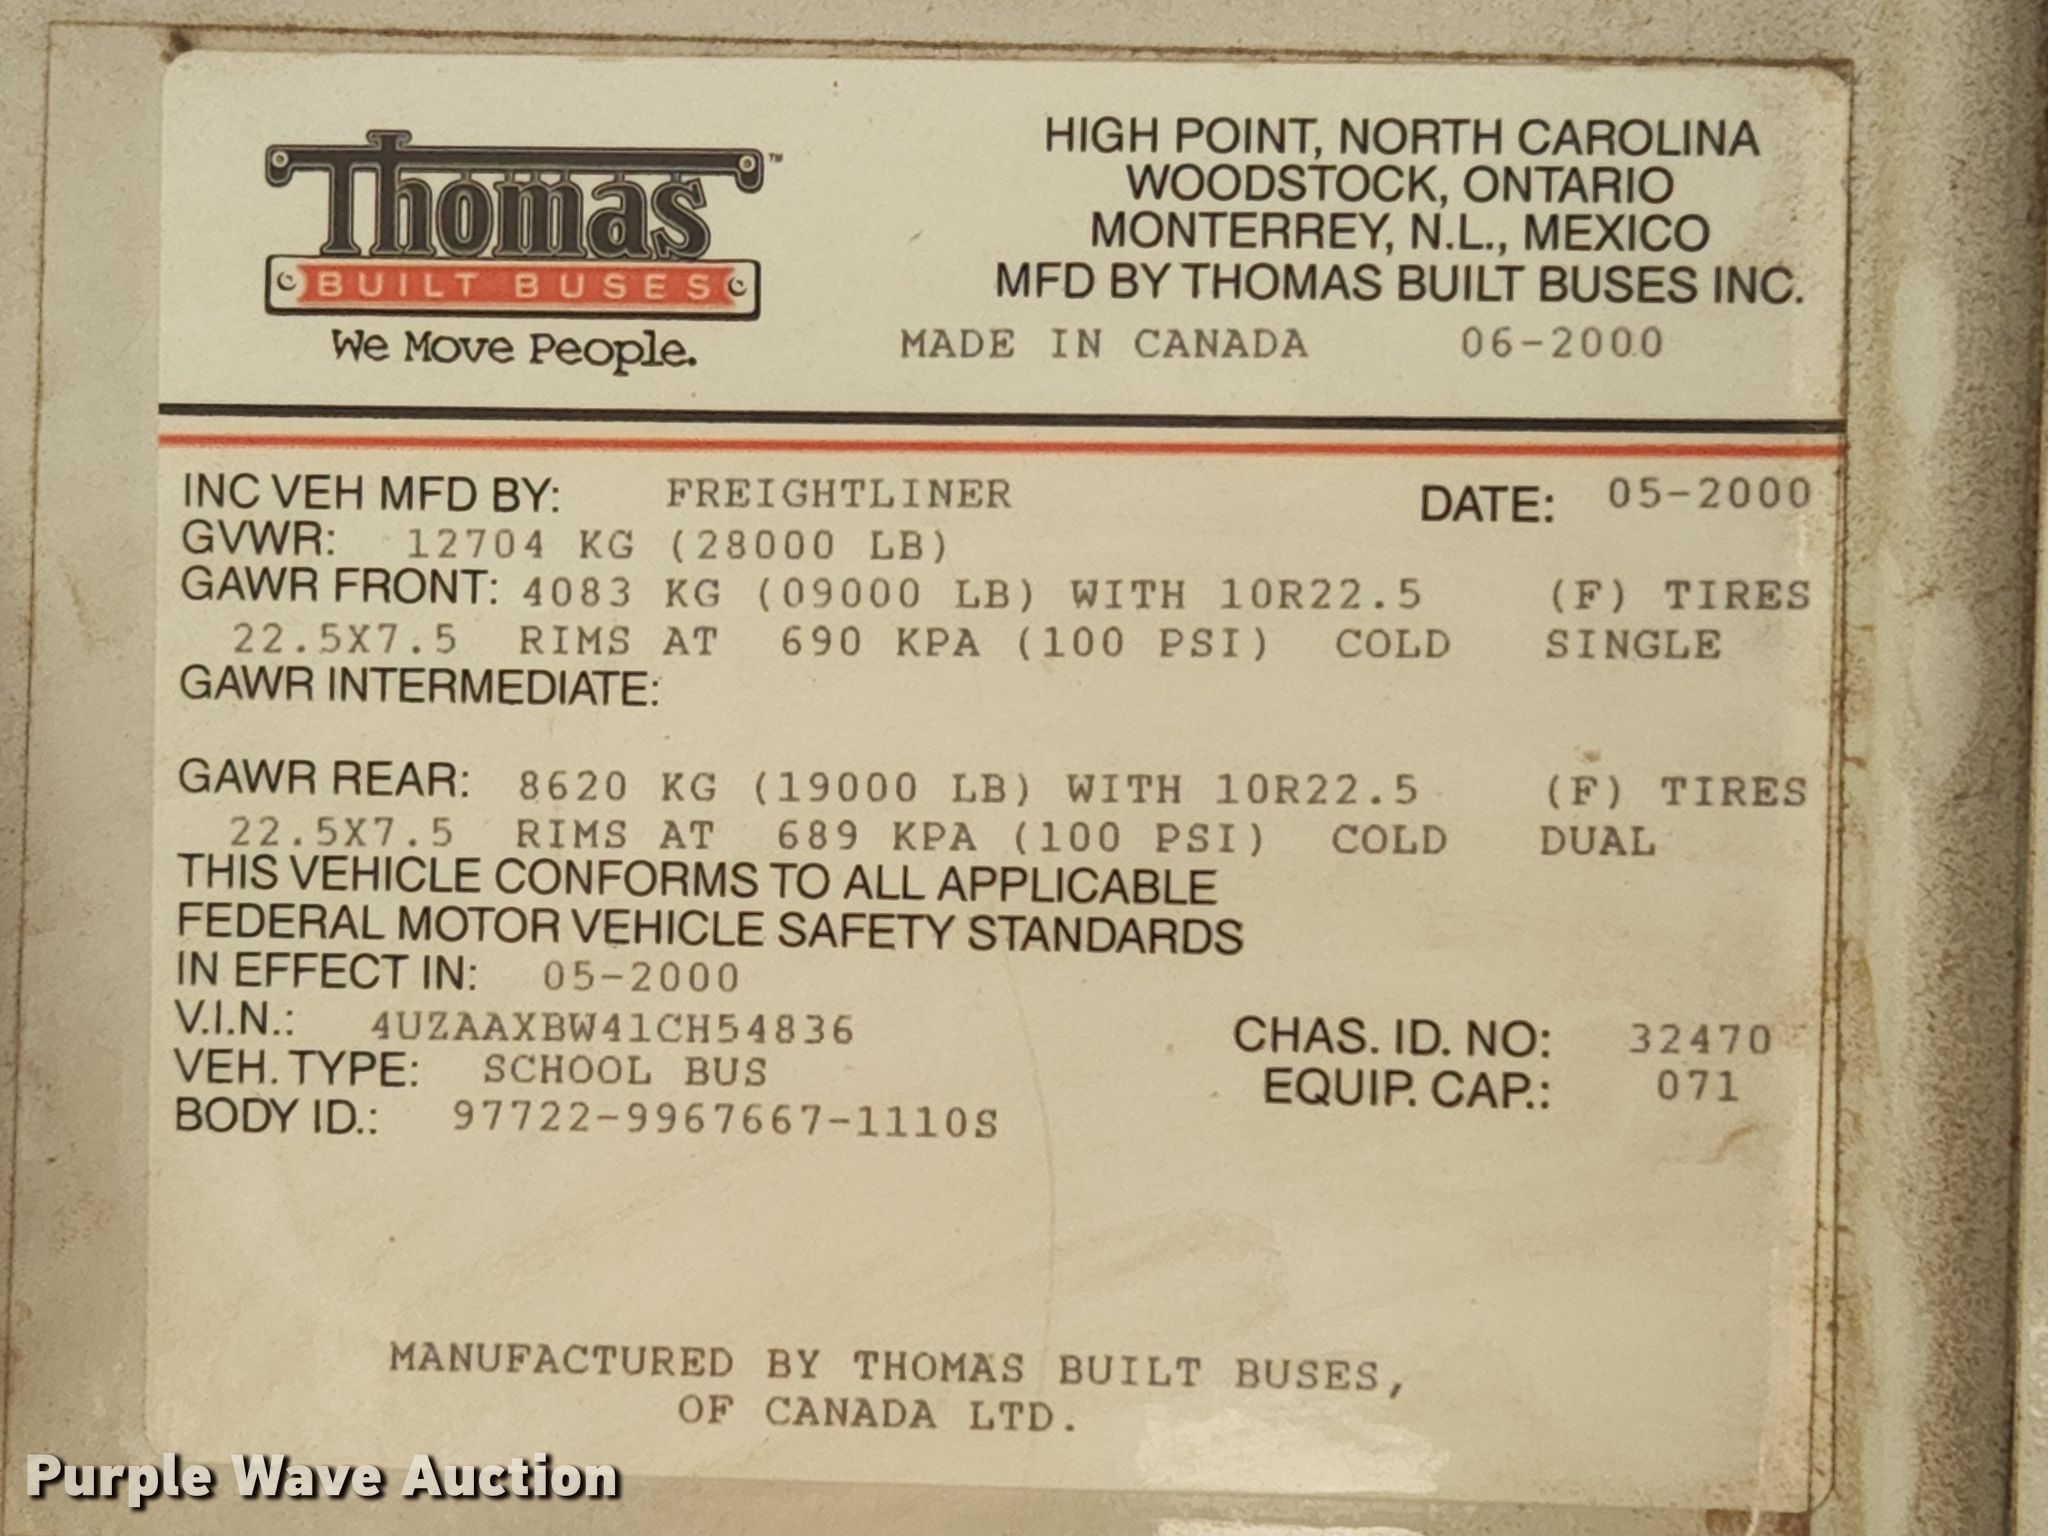 Thomas™
BUILT BUSES
We Move People.
HIGH POINT, NORTH CAROLINA
WOODSTOCK, ONTARIO
MONTERREY, N.L., MEXICO
MFD BY THOMAS BUILT BUSES INC.
MADE IN CANADA 06-2000
INC VEH MFD BY: FREIGHTLINER DATE: 05-2000
GVWR: 12704 KG (28000 LB)
GAWR FRONT: 4083 KG (09000 LB) WITH 10R22.5 (F) TIRES
22.5X7.5 RIMS AT 690 KPA (100 PSI) COLD SINGLE
GAWR INTERMEDIATE:
GAWR REAR: 8620 KG (19000 LB) WITH 10R22.5 (F) TIRES
22.5X7.5 RIMS AT 689 KPA (100 PSI) COLD DUAL
THIS VEHICLE CONFORMS TO ALL APPLICABLE
FEDERAL MOTOR VEHICLE SAFETY STANDARDS
IN EFFECT IN: 05-2000
V.I.N.: 4UZAAXBW41CH54836 CHAS. ID. NO: 32470
VEH. TYPE: SCHOOL BUS EQUIP. CAP.: 071
BODY ID.: 97722-9967667-1110S
MANUFACTURED BY THOMAS BUILT BUSES,
OF CANADA LTD.
Purple Wave Auction